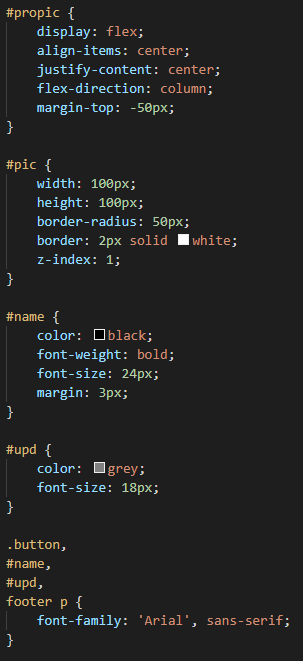 #propic {
    display: flex;
    align-items: center;
    justify-content: center;
    flex-direction: column;
    margin-top: -50px;
}

#pic {
    width: 100px;
    height: 100px;
    border-radius: 50px;
    border: 2px solid white;
    z-index: 1;
}

#name {
    color: black;
    font-weight: bold;
    font-size: 24px;
    margin: 3px;
}

#upd {
    color: grey;
    font-size: 18px;
}

.button,
#name,
#upd,
footer p {
    font-family: 'Arial', sans-serif;
}